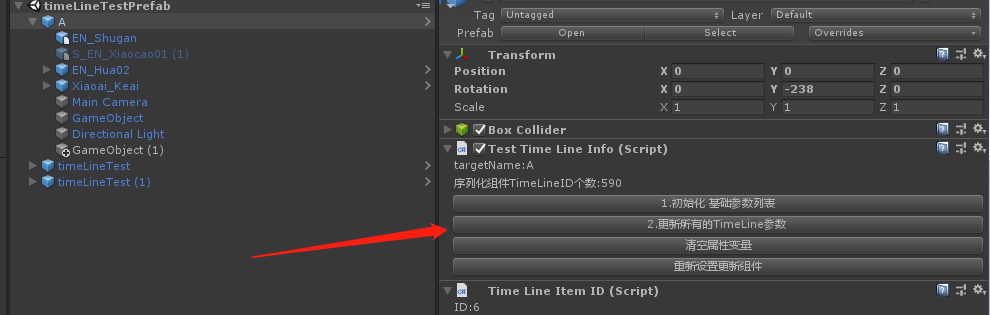 timeLineTestPrefab
A
EN_Shugan
S_EN_Xiaocao01 (1)
EN_Hua02
Xiaoai_Keai
Main Camera
GameObject
Directional Light
GameObject (1)
timeLineTest
timeLineTest (1)
Tag Untagged Layer Default
Prefab Open Select Overrides
Transform
Position X 0 Y 0 Z 0
Rotation X 0 Y -238 Z 0
Scale X 1 Y 1 Z 1
Box Collider
Test Time Line Info (Script)
targetName:A
序列化组件TimeLineID个数:590
1.初始化 基础参数列表
2.更新所有的TimeLine参数
清空属性变量
重新设置更新组件
Time Line Item ID (Script)
ID:6